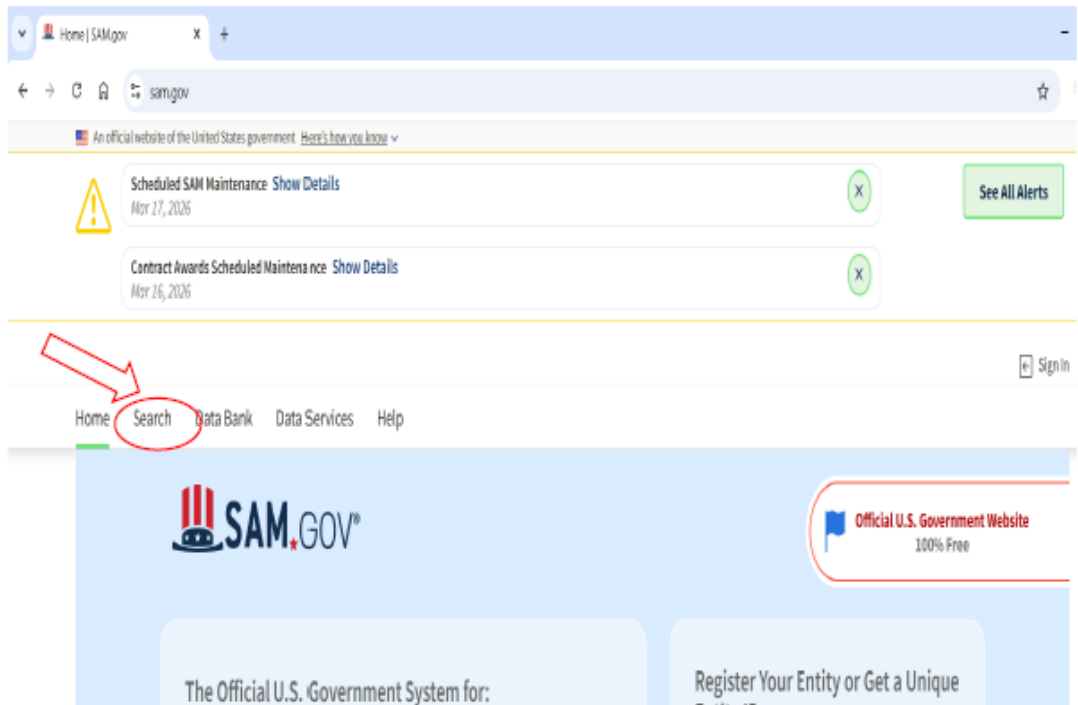 Home | SAM.gov
sam.gov
An official website of the United States government Here's how you know
Scheduled SAM Maintenance Show Details
Mar 17, 2026
See All Alerts
Contract Awards Scheduled Maintenance Show Details
Mar 16, 2026
Sign In
Home Search Data Bank Data Services Help
SAM.GOV®
Official U.S. Government Website
100% Free
The Official U.S. Government System for:
Register Your Entity or Get a Unique